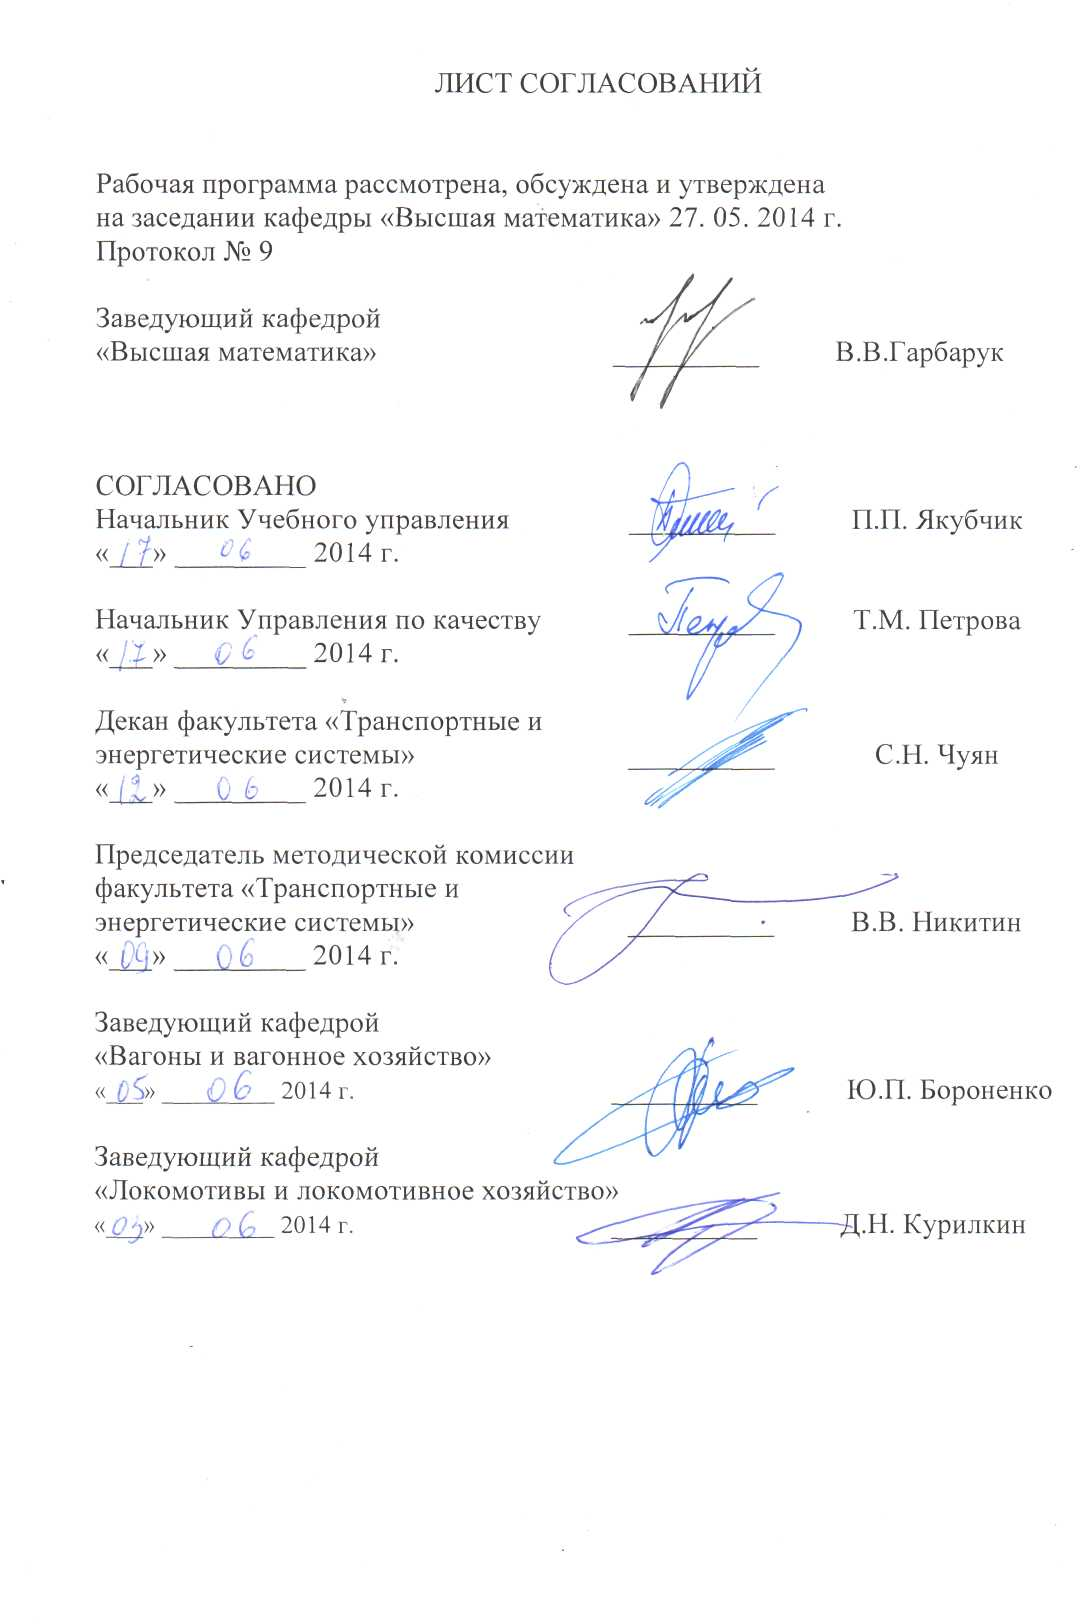 ЛИСТ СОГЛАСОВАНИЙ
Рабочая программа рассмотрена, обсуждена и утверждена
на заседании кафедры «Высшая математика» 27. 05. 2014 г.
Протокол № 9
Заведующий кафедрой
«Высшая математика» В.В.Гарбарук
СОГЛАСОВАНО
Начальник Учебного управления П.П. Якубчик
«17» 06 2014 г.
Начальник Управления по качеству Т.М. Петрова
«17» 06 2014 г.
Декан факультета «Транспортные и
энергетические системы» С.Н. Чуян
«12» 06 2014 г.
Председатель методической комиссии
факультета «Транспортные и
энергетические системы» В.В. Никитин
«09» 06 2014 г.
Заведующий кафедрой
«Вагоны и вагонное хозяйство»
«05» 06 2014 г. Ю.П. Бороненко
Заведующий кафедрой
«Локомотивы и локомотивное хозяйство»
06 2014 г. Д.Н. Курилкин